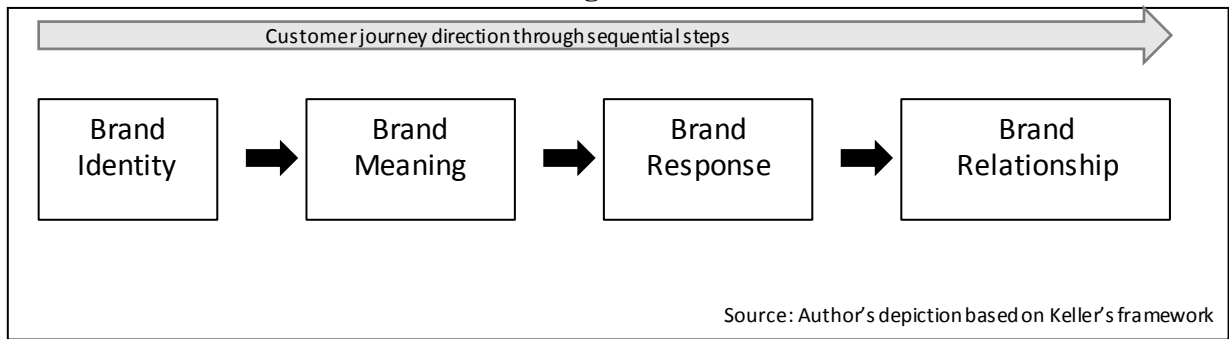 Customer journey direction through sequential steps
Brand
Identity
Brand
Meaning
Brand
Response
Brand
Relationship
Source: Author's depiction based on Keller's framework